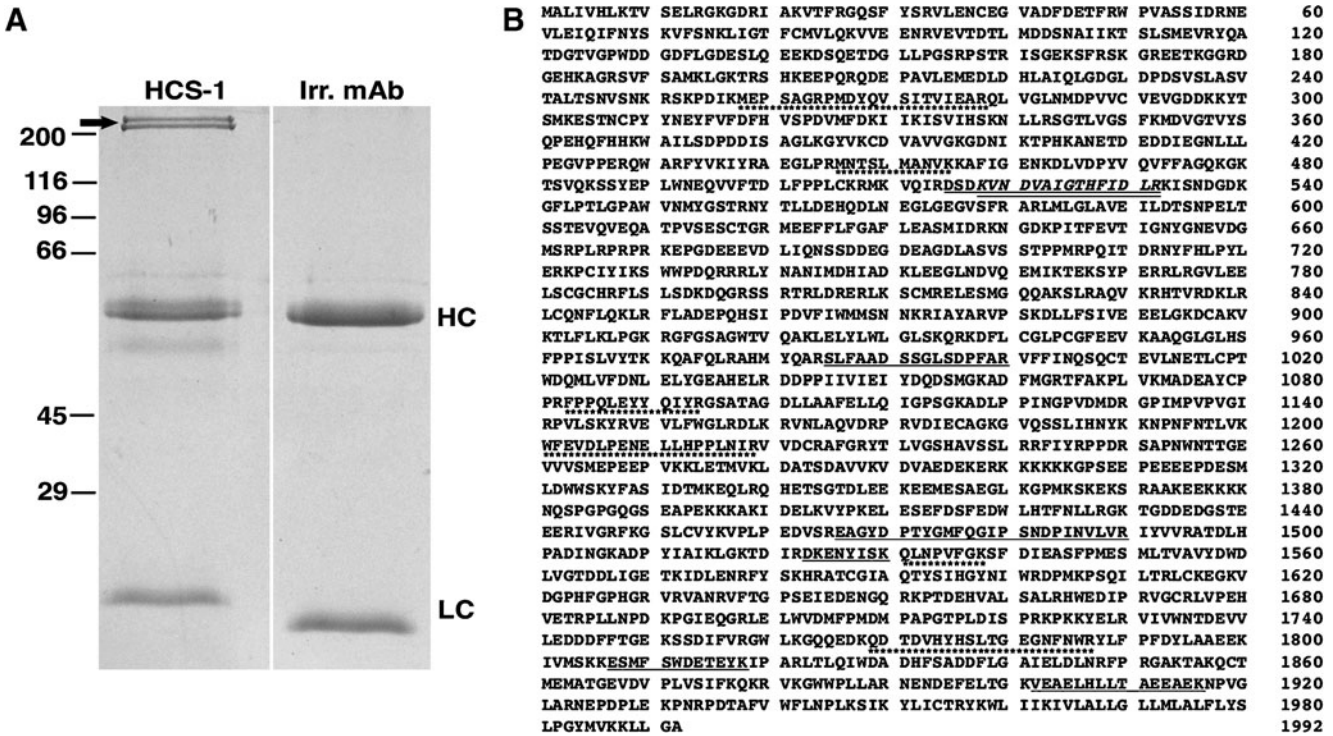 A
HCS-1 Irr. mAb
200
116
96
66
45
29
HC
LC
B
MALIVHLKTV SELRGKGDRI AKVTFRGQSF YSRVLENCEG VADFDETFRW PVASSIDRNE 60
VLEIQIFNYS KVFSNKLIGT FCMVLQKVVE ENRVEVTDTL MDDSNAIIKT SLSMEVRYQA 120
TDGTVGPWDD GDFLGDESLQ EEKDSQETDG LLPGSRPSTR ISGEKSFRSK GREETKGGRD 180
GEHKAGRSVF SAMKLGKTRS HKEEPQRQDE PAVLEMEDLD HLAIQLGDGL DPDSVSLASV 240
TALTSNVSNK RSKPDIKMEP SAGRPMDYQV SITVIEARQL VGLNMDPVVC VEVGDDKKYT 300
SMKESTNCPY YNEYFVFDFH VSPDVMFDKI IKISVIHSKN LLRSGTLVGS FKMDVGTVYS 360
QPEHQFHHKW AILSDPDDIS AGLKGYVKCD VAVVGKGDNI KTPHKANETD EDDIEGNLLL 420
PEGVPPERQW ARFYVKIYRA EGLPRMNTSL MANVKKAFIG ENKDLVDPYV QVFFAGQKGK 480
TSVQKSSYEP LWNEQVVFTD LFPPLCKRMK VQIRDSDKVN DVAIGTHFID LRKISNDGDK 540
GFLPTLGPAW VNMYGSTRNY TLLDEHQDLN EGLGEGVSFR ARLMLGLAVE ILDTSNPELT 600
SSTEVQVEQA TPVSESCTGR MEEFFLFGAF LEASMIDRKN GDKPITFEVT IGNYGNEVDG 660
MSRPLRPRPR KEPGDEEEVD LIQNSSDDEG DEAGDLASVS STPPMRPQIT DRNYFHLPYL 720
ERKPCIYIKS WWPDQRRRLY NANIMDHIAD KLEEGLNDVQ EMIKTEKSYP ERRLRGVLEE 780
LSCGCHRFLS LSDKDQGRSS RTRLDRERLK SCMRELESMG QQAKSLRAQV KRHTVRDKLR 840
LCQNFLQKLR FLADEPQHSI PDVFIWMMSN NKRIAYARVP SKDLLFSIVE EELGKDCAKV 900
KTLFLKLPGK RGFGSAGWTV QAKLELYLWL GLSKQRKDFL CGLPCGFEEV KAAQGLGLHS 960
FPPISLVYTK KQAFQLRAHM YQARSLFAAD SSGLSDPFAR VFFINQSQCT EVLNETLCPT 1020
WDQMLVFDNL ELYGEAHELR DDPPIIVIEI YDQDSMGKAD FMGRTFAKPL VKMADEAYCP 1080
PRFPPQLEYY QIYRGSATAG DLLAAFELLQ IGPSGKADLP PINGPVDMDR GPIMPVPVGI 1140
RPVLSKYRVE VLFWGLRDLK RVNLAQVDRP RVDIECAGKG VQSSLIHNYK KNPNFNTLVK 1200
WFEVDLPENE LLHPPLNIRV VDCRAFGRYT LVGSHAVSSL RRFIYRPPDR SAPNWNTTGE 1260
VVVSMEPEEP VKKLETMVKL DATSDAVVKV DVAEDEKERK KKKKKGPSEE PEEEEPDESM 1320
LDWWSKYFAS IDTMKEQLRQ HETSGTDLEE KEEMESAEGL KGPMKSKEKS RAAKEEKKKK 1380
NQSPGPGQGS EAPEKKKAKI DELKVYPKEL ESEFDSFEDW LHTFNLLRGK TGDDEDGSTE 1440
EERIVGRFKG SLCVYKVPLP EDVSREAGYD PTYGMFQGIP SNDPINVLVR IYVVRATDLH 1500
PADINGKADP YIAIKLGKTD IRDKENYISK QLNPVFGKSF DIEASFPMES MLTVAVYDWD 1560
LVGTDDLIGE TKIDLENRFY SKHRATCGIA QTYSIHGYNI WRDPMKPSQI LTRLCKEGKV 1620
DGPHFGPHGR VRVANRVFTG PSEIEDENGQ RKPTDEHVAL SALRHWEDIP RVGCRLVPEH 1680
VETRPLLNPD KPGIEQGRLE LWVDMFPMDM PAPGTPLDIS PRKPKKYELR VIVWNTDEVV 1740
LEDDDFFTGE KSSDIFVRGW LKGQQEDKQD TDVHYHSLTG EGNFNWRYLF PFDYLAAEEK 1800
IVMSKKESMF SWDETEYKIP ARLTLQIWDA DHFSADDFLG AIELDLNRFP RGAKTAKQCT 1860
MEMATGEVDV PLVSIFKQKR VKGWWPLLAR NENDEFELTG KVEAELHLLT AEEAEKNPVG 1920
LARNEPDPLE KPNRPDTAFV WFLNPLKSIK YLICTRYKWL IIKIVLALLG LLMLALFLYS 1980
LPGYMVKKLL GA 1992